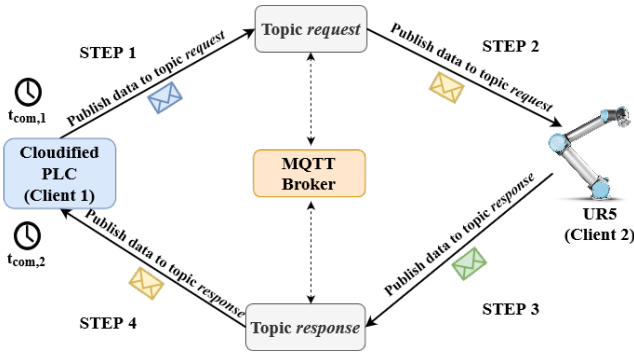 Topic request
STEP 1
Publish data to topic request
STEP 2
Publish data to topic request
t com,1
Cloudified
PLC
(Client 1)
MQTT
Broker
UR5
(Client 2)
t com,2
Publish data to topic response
STEP 4
Publish data to topic response
STEP 3
Topic response